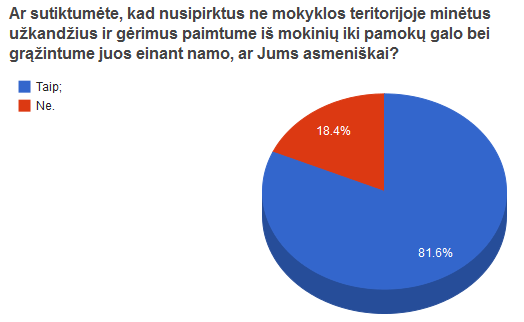 Ar sutiktumėte, kad nusipirktus ne mokyklos teritorijoje minėtus
užkandžius ir gėrimus paimtume iš mokinių iki pamokų galo bei
grąžintume juos einant namo, ar Jums asmeniškai?
Taip;
Ne.
18.4%
81.6%